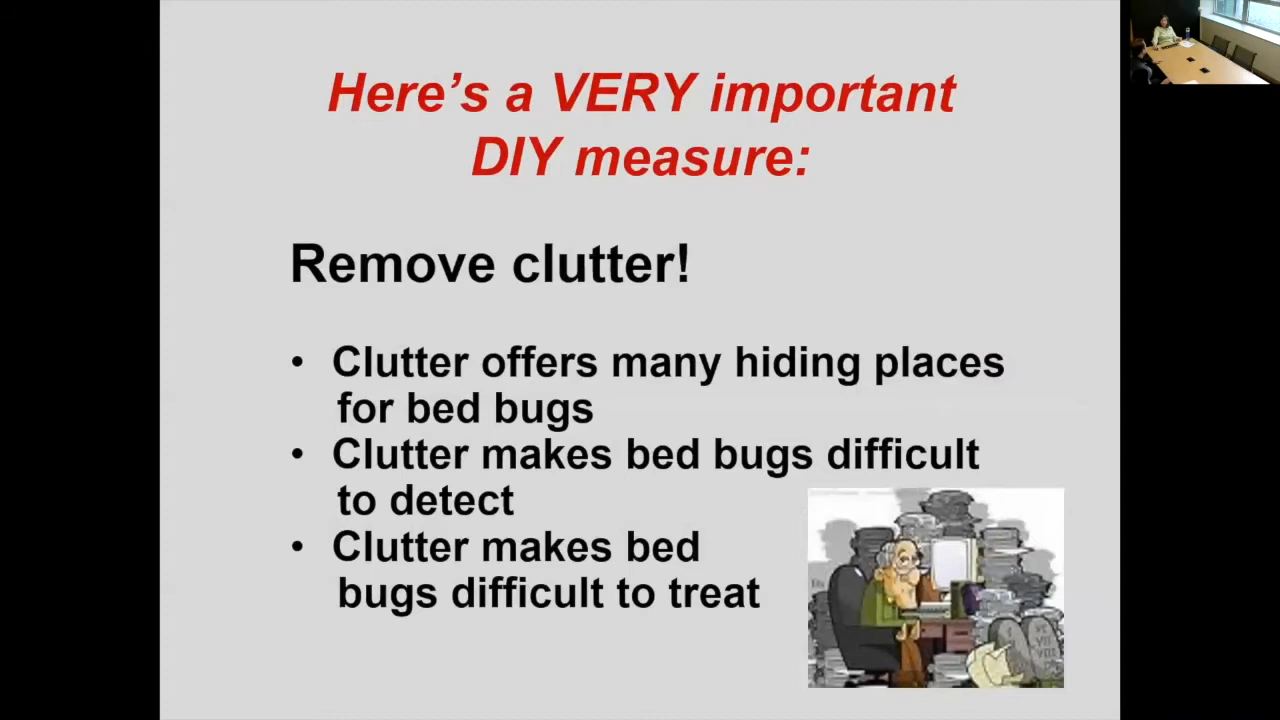 Here's a VERY important
DIY measure:
Remove clutter!
• Clutter offers many hiding places
for bed bugs
• Clutter makes bed bugs difficult
to detect
• Clutter makes bed
bugs difficult to treat